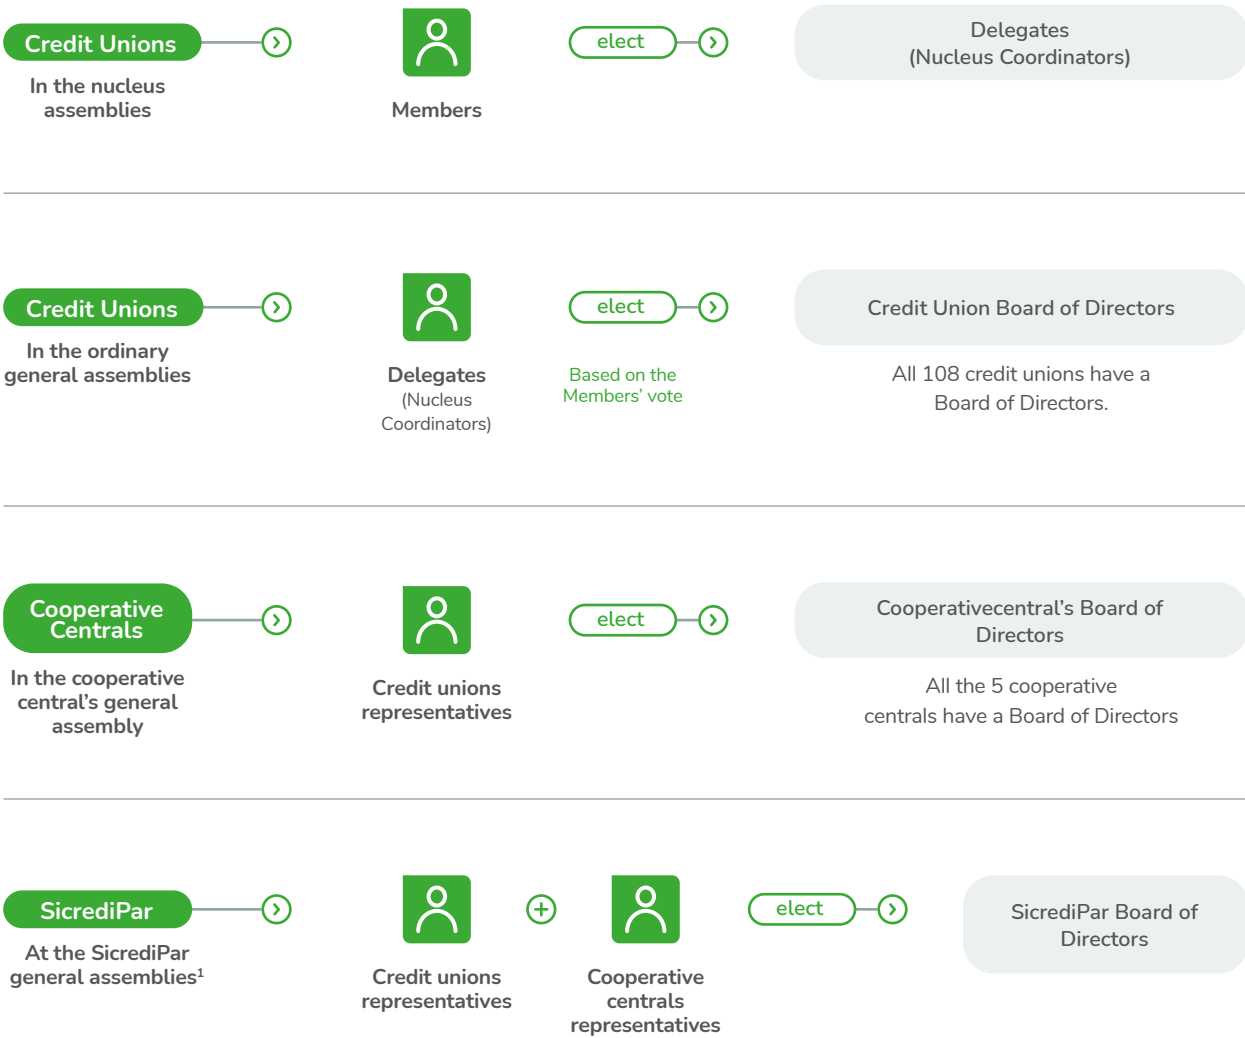 Credit Unions
In the nucleus
assemblies
Members
elect
Delegates
(Nucleus Coordinators)
Credit Unions
In the ordinary
general assemblies
Delegates
(Nucleus
Coordinators)
elect
Based on the
Members’ vote
Credit Union Board of Directors
All 108 credit unions have a
Board of Directors.
Cooperative
Centrals
In the cooperative
central’s general
assembly
Credit unions
representatives
elect
Cooperativecentral’s Board of
Directors
All the 5 cooperative
centrals have a Board of Directors
SicrediPar
At the SicrediPar
general assemblies¹
Credit unions
representatives
Cooperative
centrals
representatives
elect
SicrediPar Board of
Directors